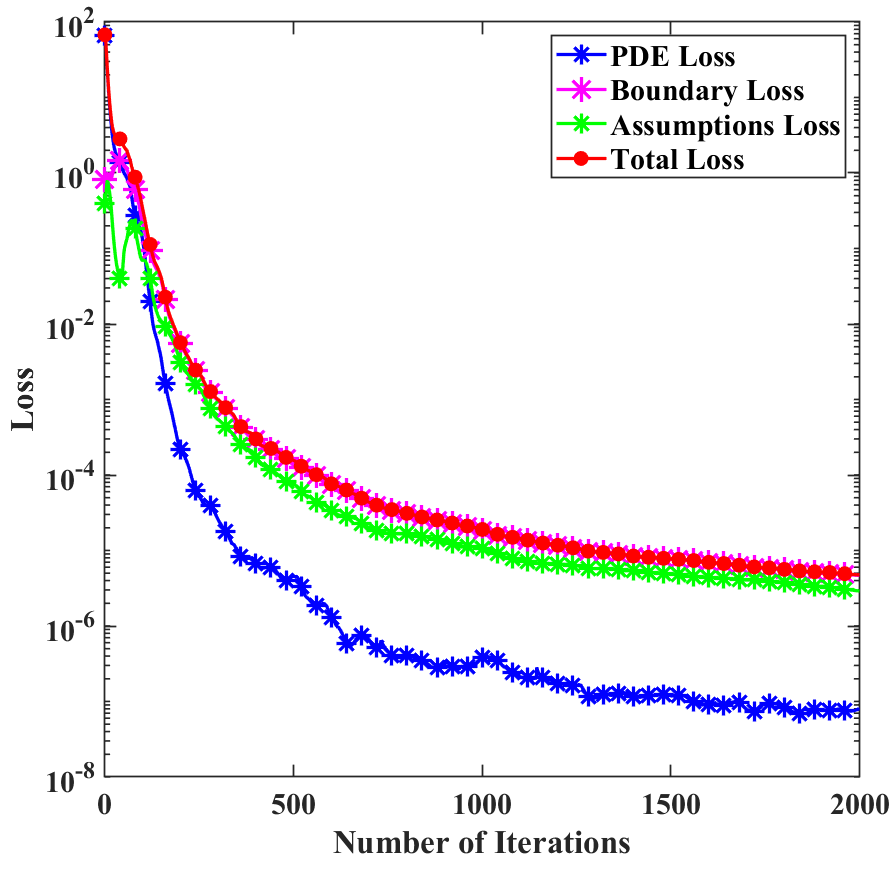 10^2
10^0
10^-2
10^-4
10^-6
10^-8
Loss
PDE Loss
Boundary Loss
Assumptions Loss
Total Loss
0 500 1000 1500 2000
Number of Iterations